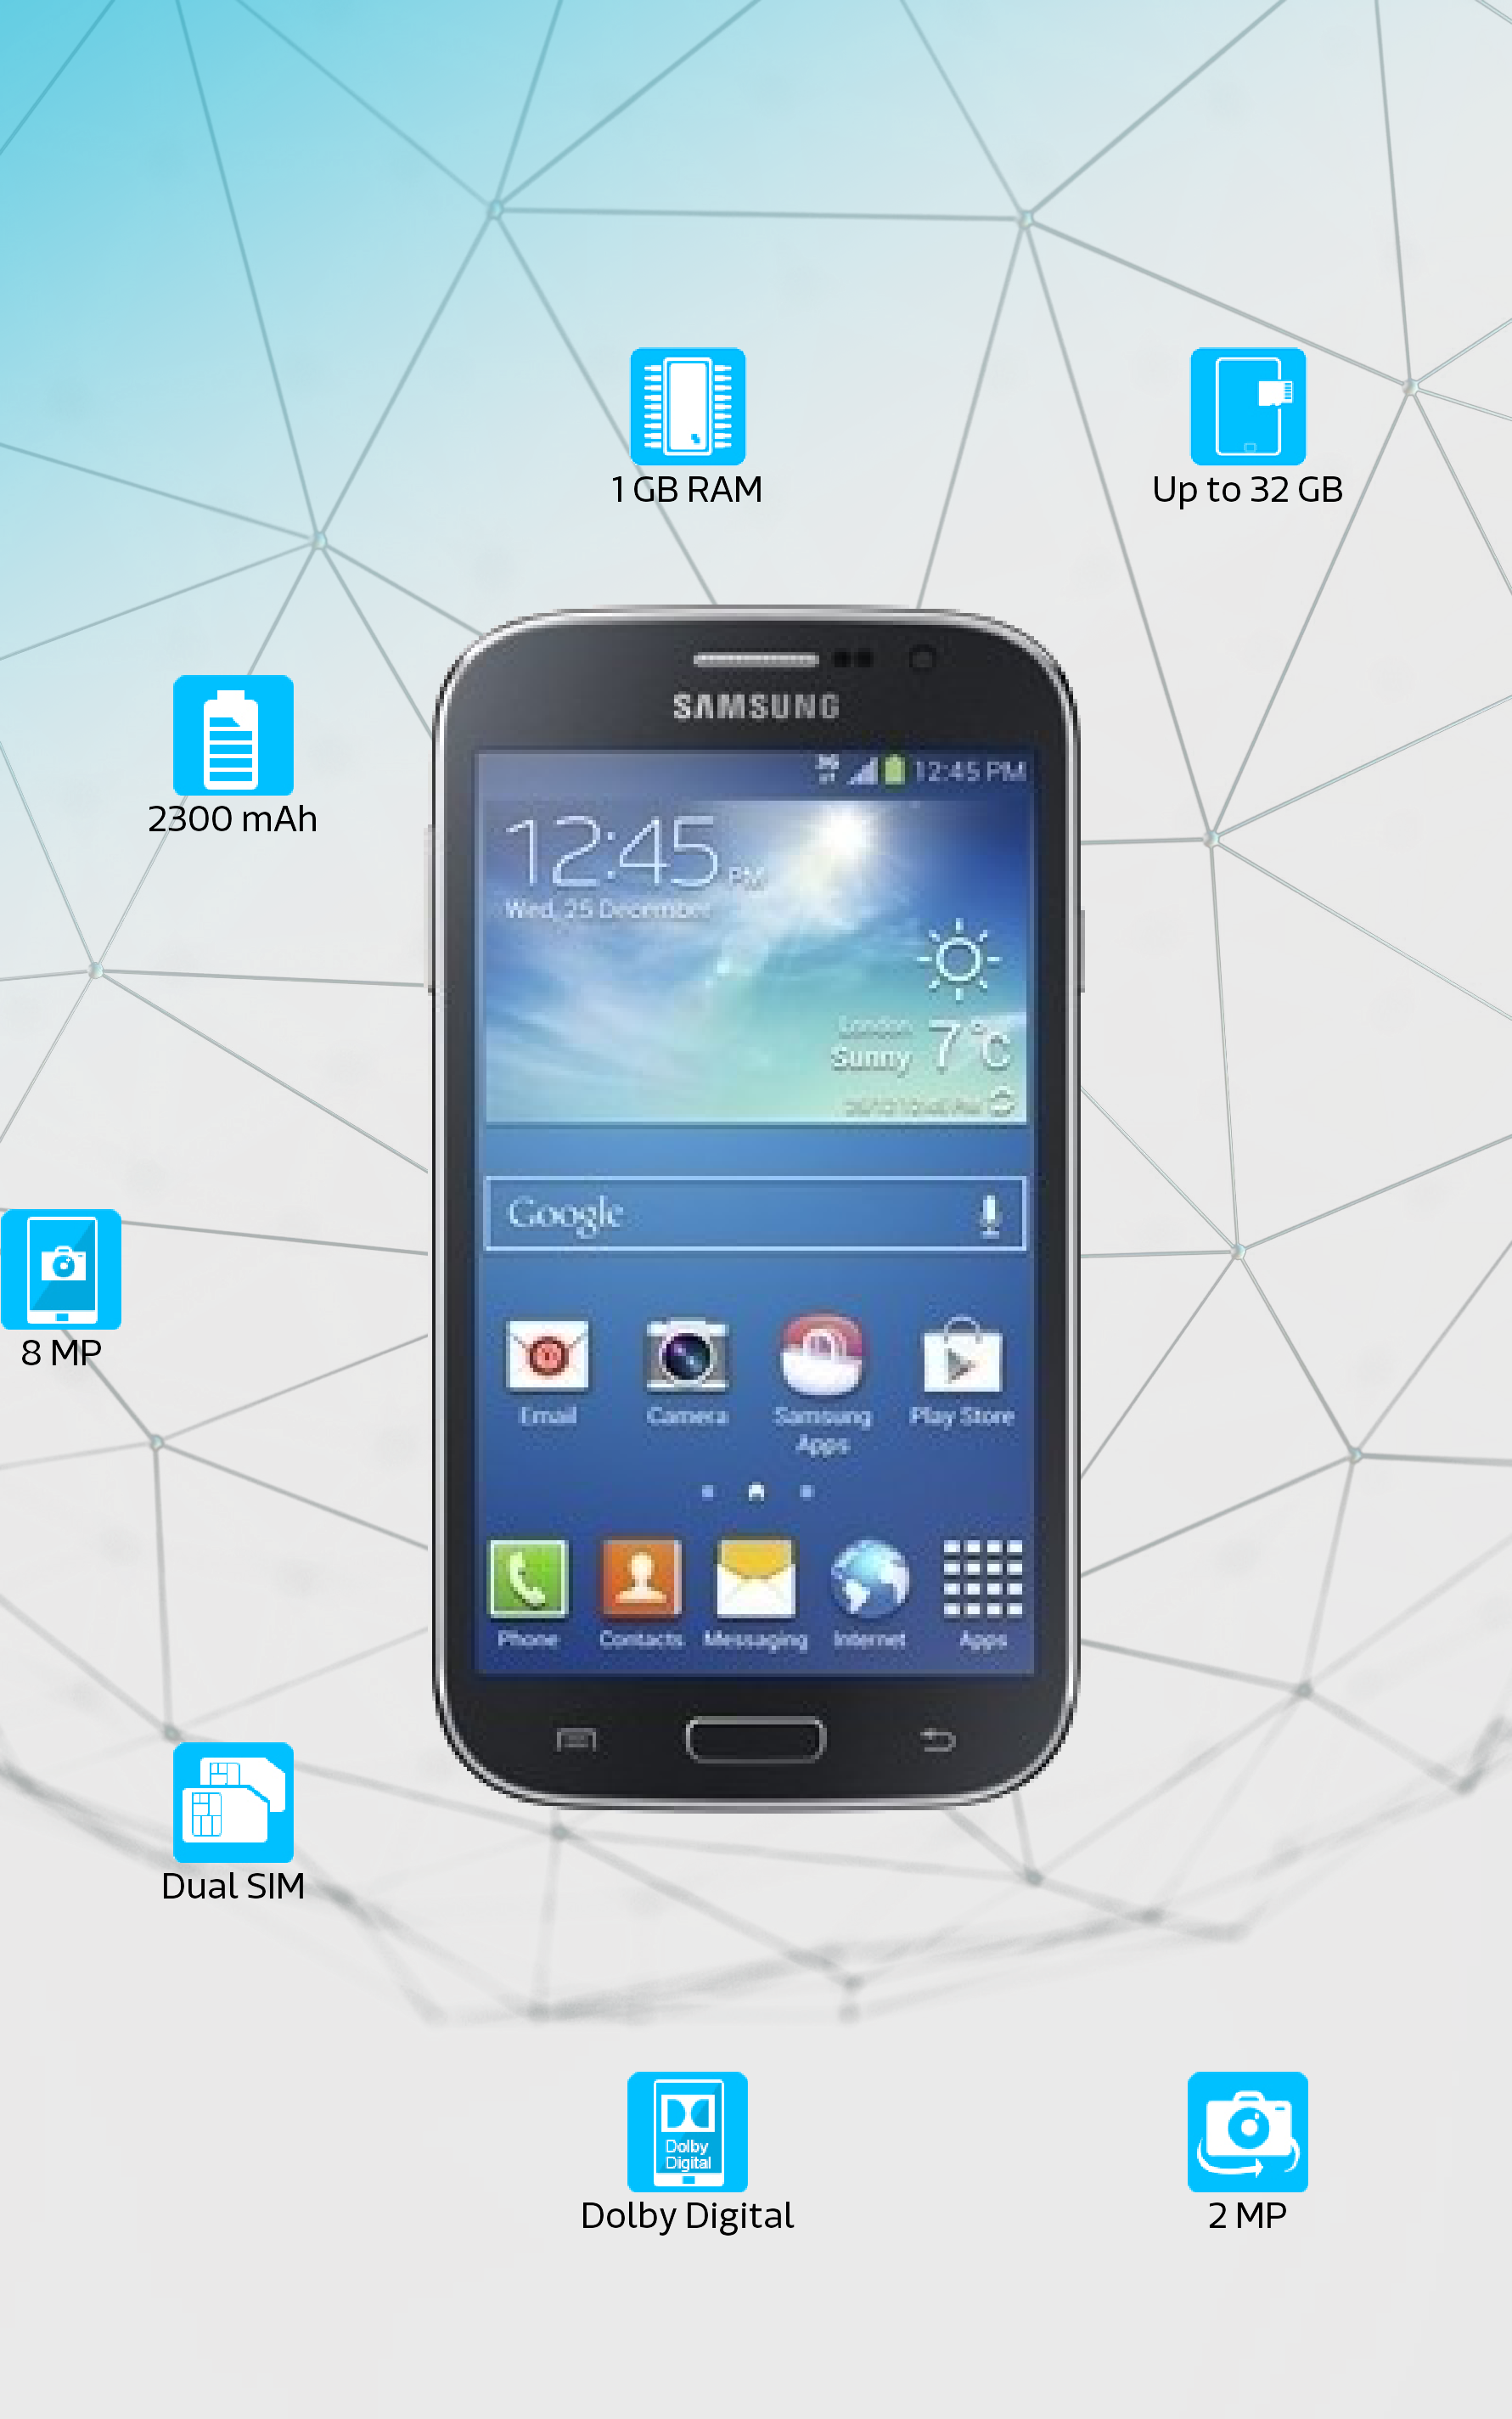 1 GB RAM
Up to 32 GB
SAMSUNG
12:45 PM
2300 mAh
12:45 PM
Wed, 25 December
London
Sunny 7°C
Google
8 MP
Email
Camera
Samsung Apps
Play Store
Phone
Contacts
Messaging
Internet
Apps
Dual SIM
Dolby
Digital
Dolby Digital
2 MP